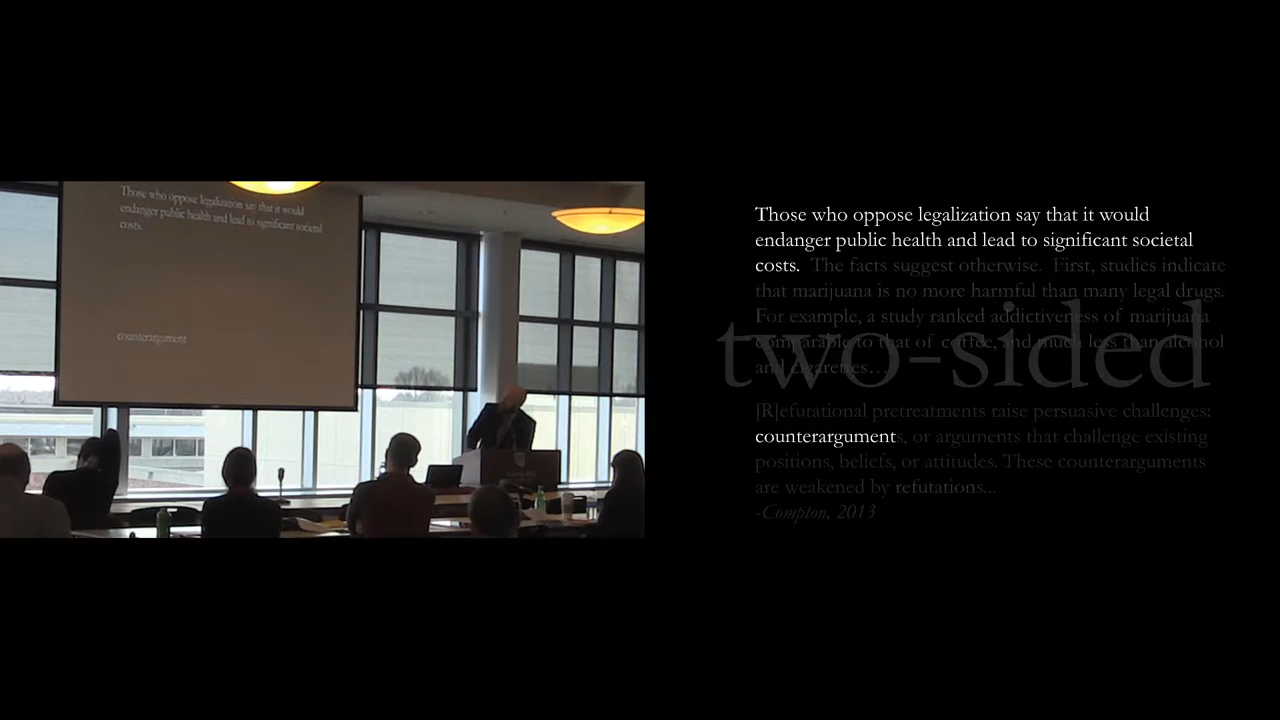 Those who oppose legalization say that it would
endanger public health and lead to significant societal
costs.
counterargument
Those who oppose legalization say that it would
endanger public health and lead to significant societal
costs. The facts suggest otherwise. First, studies indicate
that marijuana is no more harmful than many legal drugs.
For example, a study ranked addictiveness of marijuana
comparable to that of coffee, and much less than alcohol
and cigarettes…
two-sided
[R]efutational pretreatments raise persuasive challenges:
counterarguments, or arguments that challenge existing
positions, beliefs, or attitudes. These counterarguments
are weakened by refutations...
-Compton, 2013